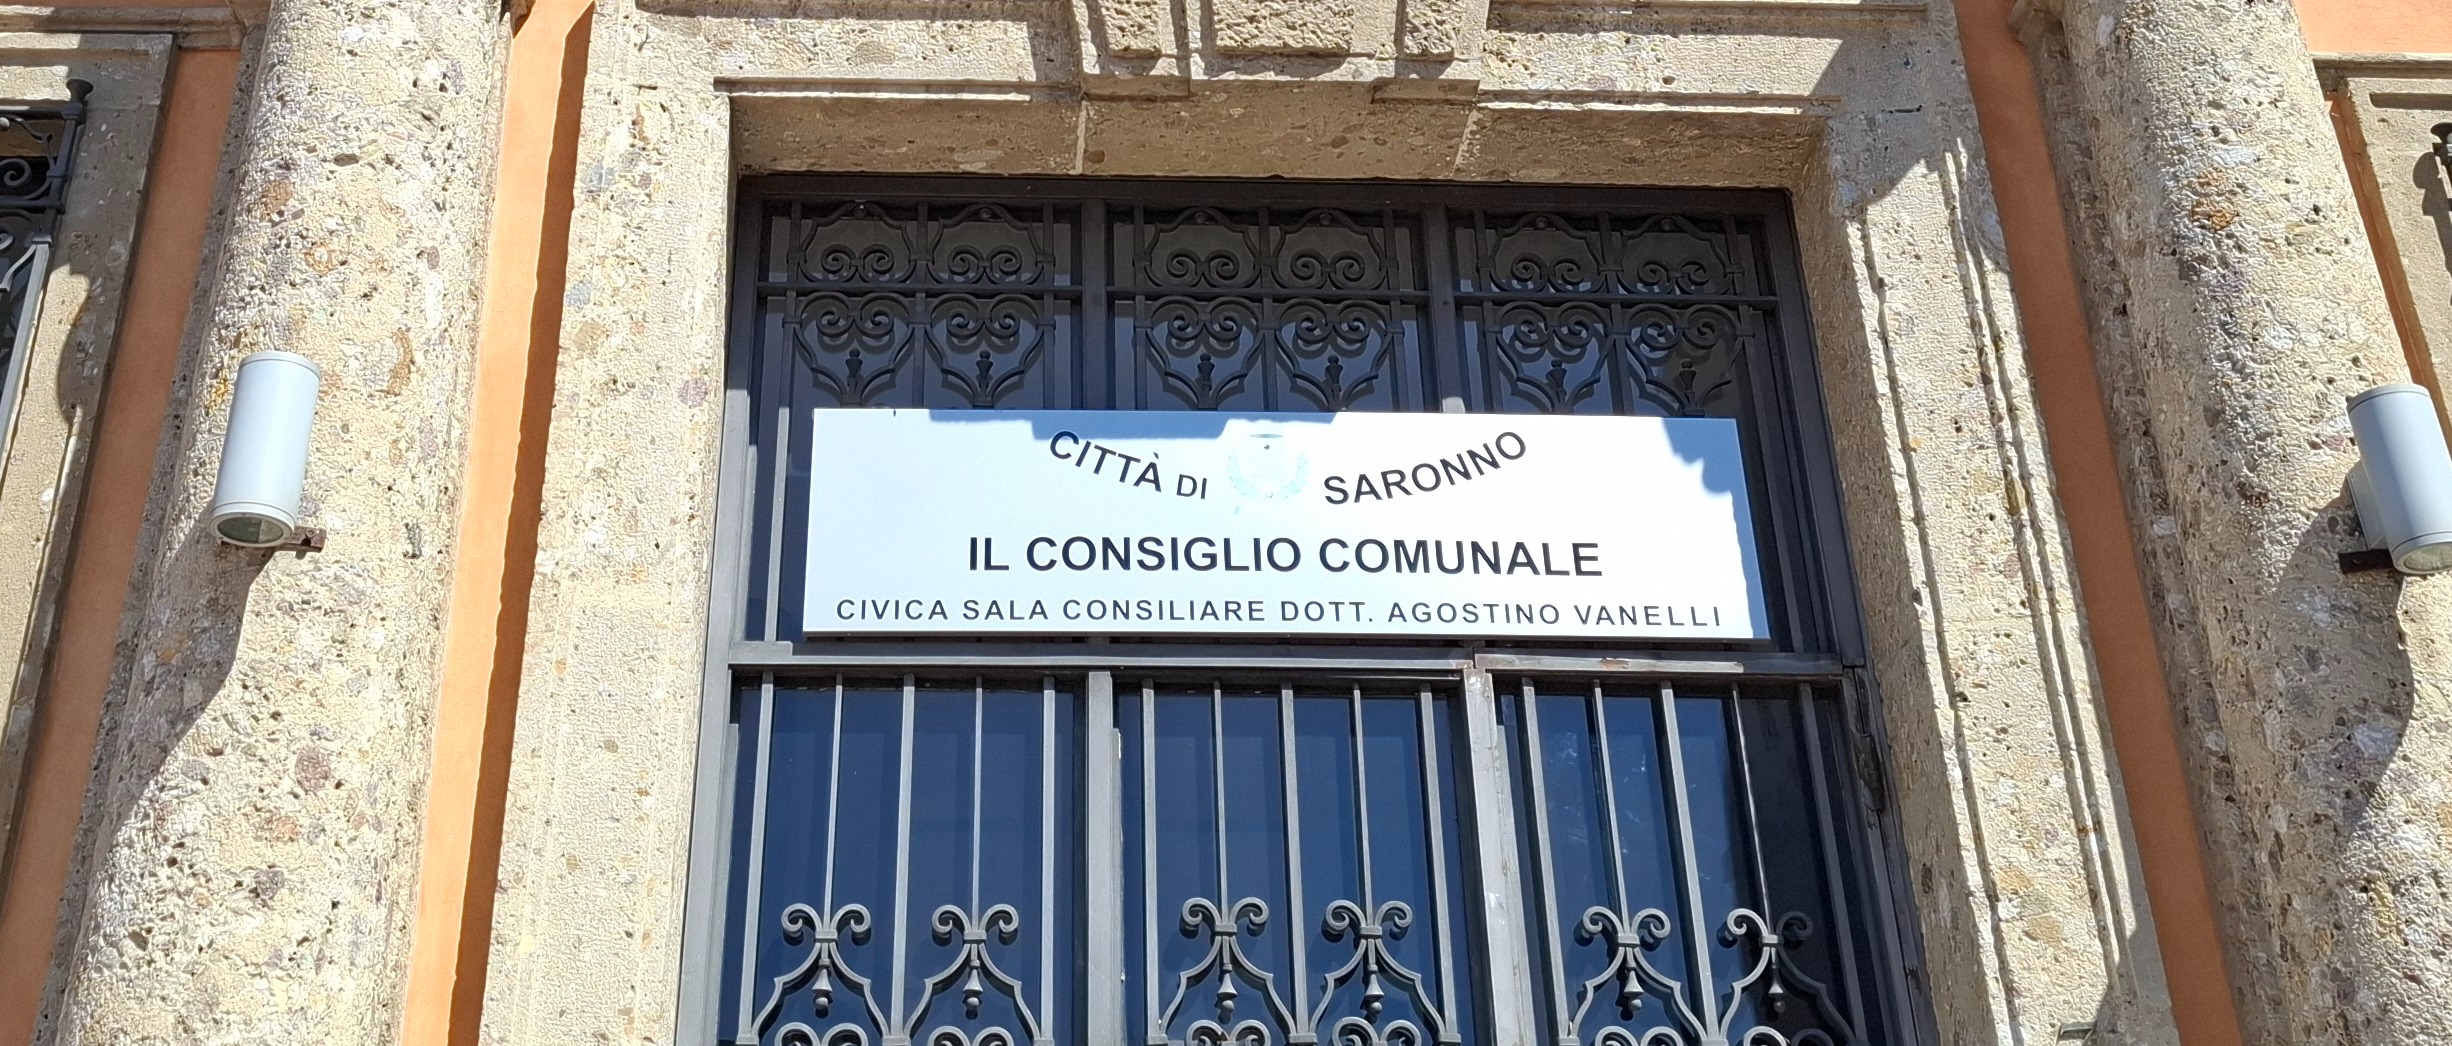 CITTÀ DI SARONNO
IL CONSIGLIO COMUNALE
CIVICA SALA CONSILIARE DOTT. AGOSTINO VANELLI